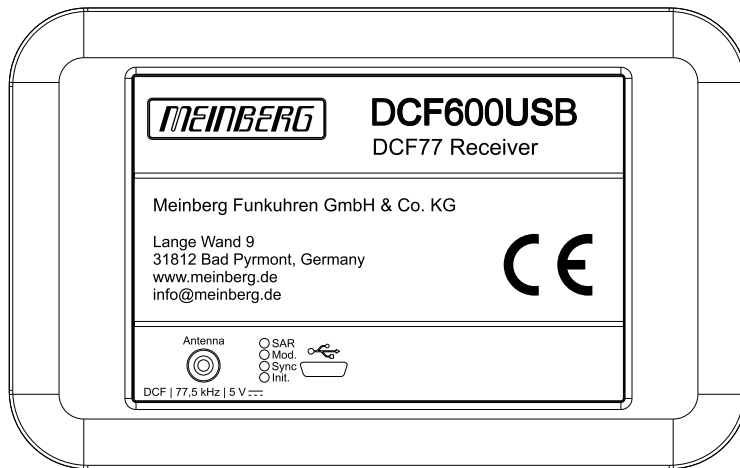 MEINBERG
DCF600USB
DCF77 Receiver
Meinberg Funkuhren GmbH & Co. KG
Lange Wand 9
31812 Bad Pyrmont, Germany
www.meinberg.de
info@meinberg.de
CE
Antenna
SAR
Mod.
Sync
Init.
DCF | 77,5 kHz | 5 V